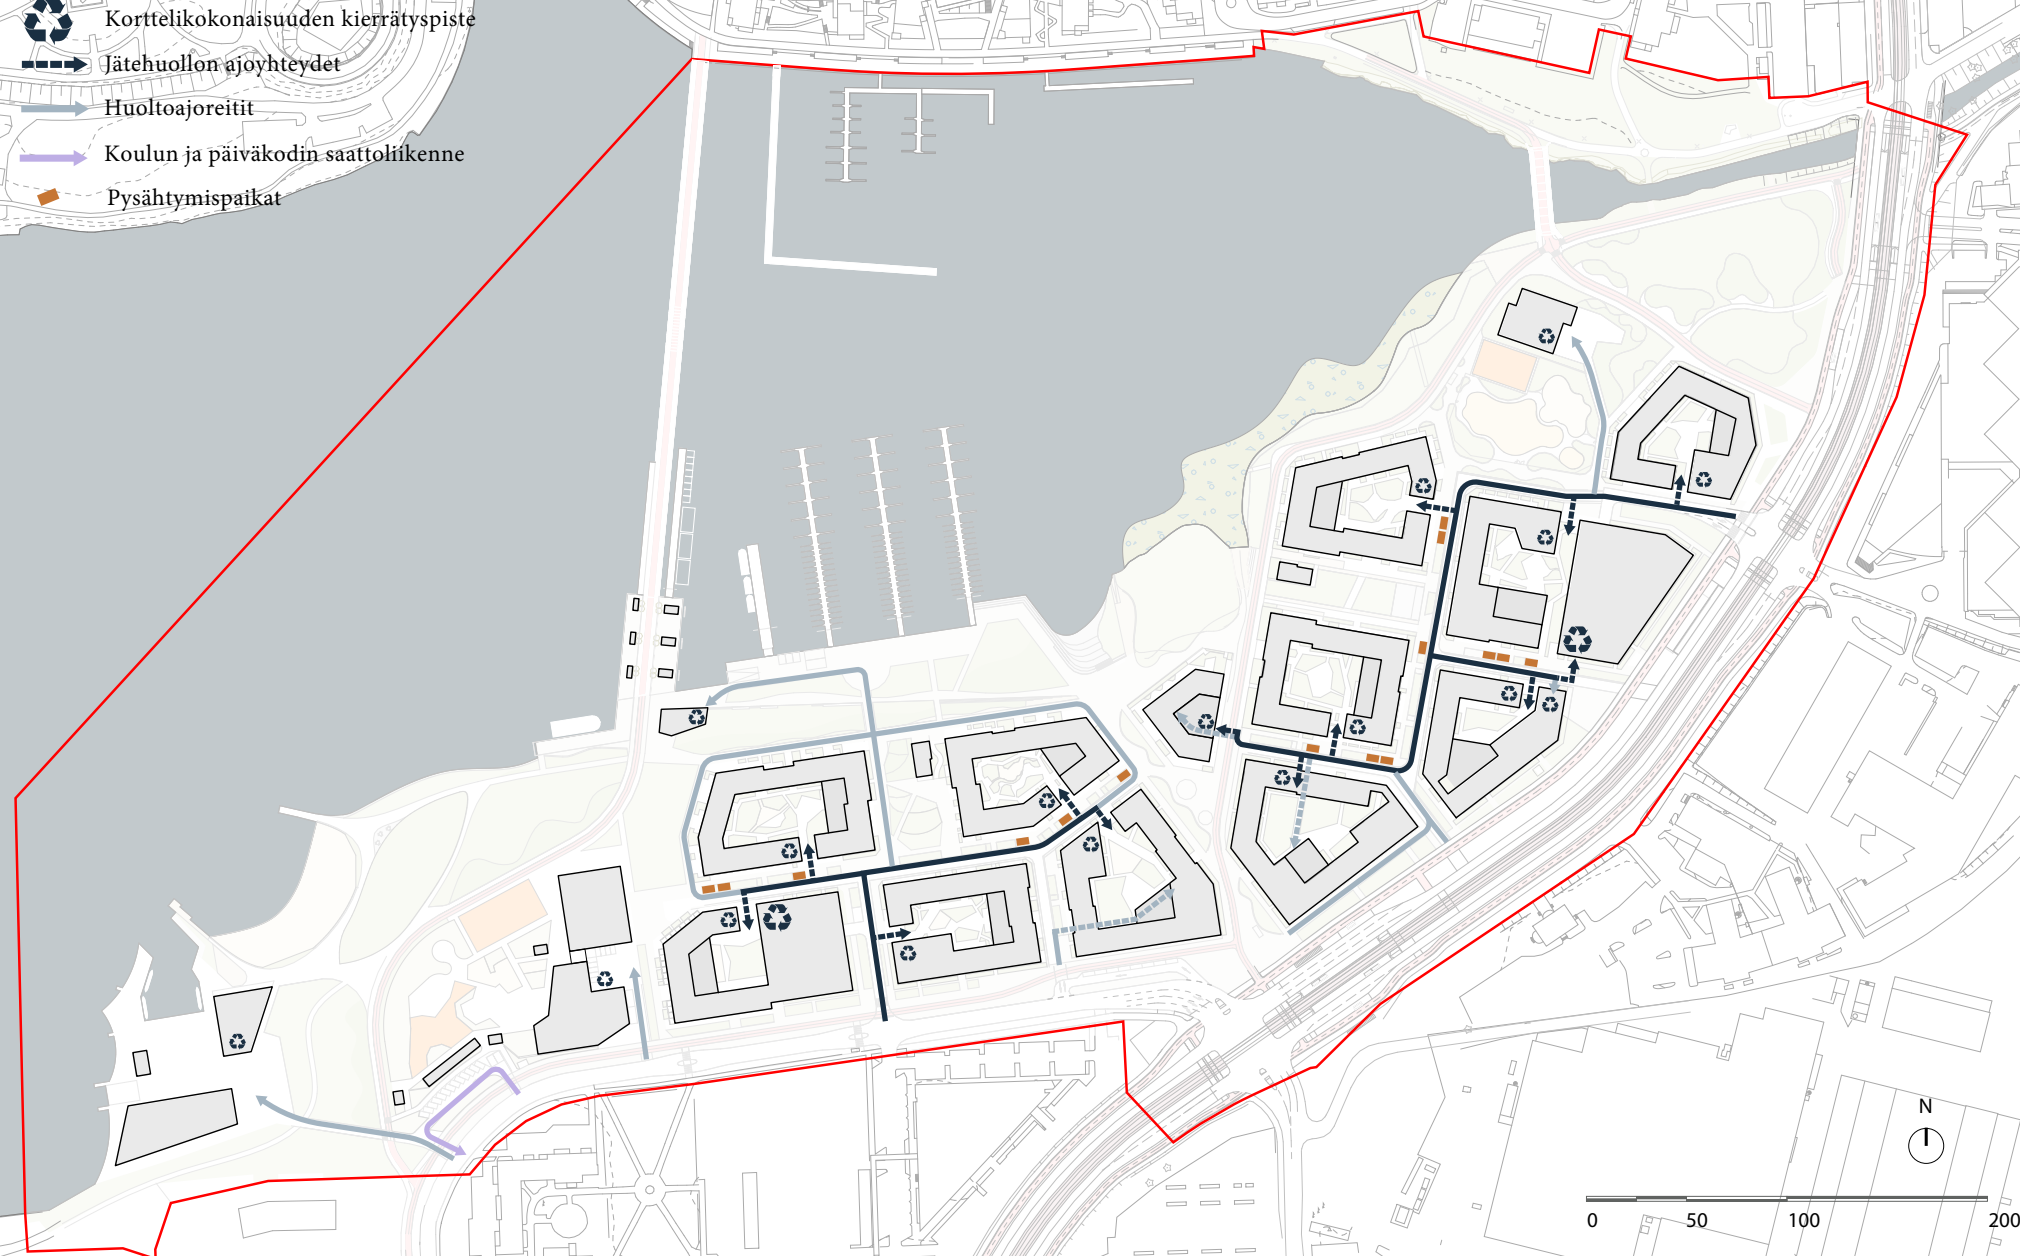 Korttelikokonaisuuden kierrätyspiste
Jätehuollon ajoyhteydet
Huoltoajoreitit
Koulun ja päiväkodin saattoliikenne
Pysähtymispaikat
N
0 50 100 200